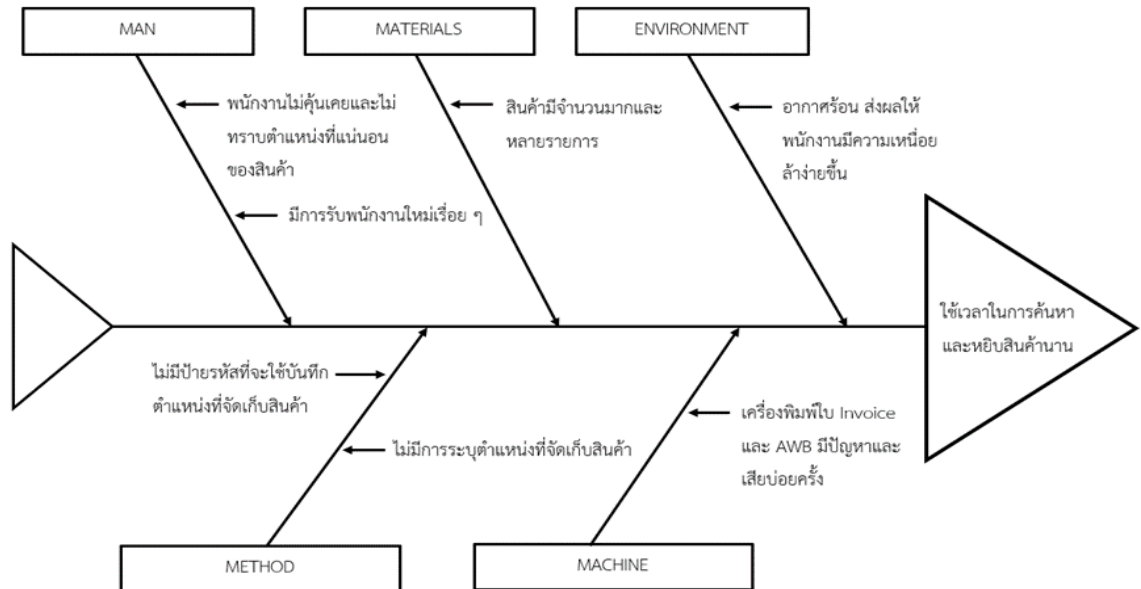 MAN
MATERIALS
ENVIRONMENT
พนักงานไม่คุ้นเคยและไม่
ทราบตำแหน่งที่แน่นอน
ของสินค้า
มีการรับพนักงานใหม่เรื่อย ๆ
สินค้ามีจำนวนมากและ
หลายรายการ
อากาศร้อน ส่งผลให้
พนักงานมีความเหนื่อย
ล้าง่ายขึ้น
ใช้เวลาในการค้นหา
และหยิบสินค้านาน
ไม่มีป้ายรหัสที่จะใช้บันทึก
ตำแหน่งที่จัดเก็บสินค้า
ไม่มีการระบุตำแหน่งที่จัดเก็บสินค้า
เครื่องพิมพ์ใบ Invoice
และ AWB มีปัญหาและ
เสียบ่อยครั้ง
METHOD
MACHINE